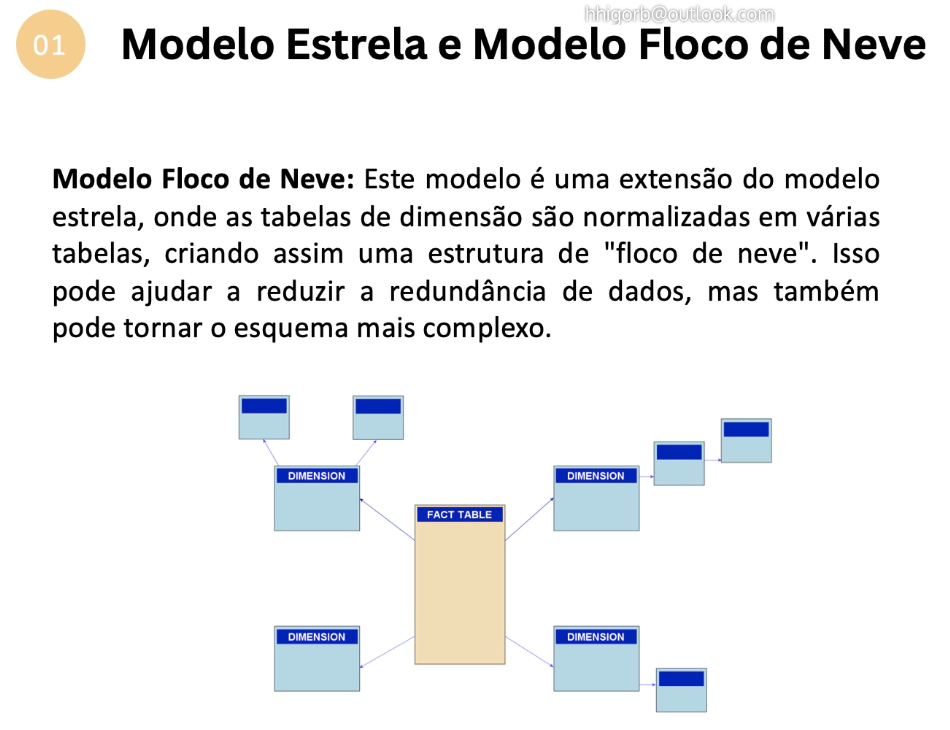 hhigorb@outlook.com
01
Modelo Estrela e Modelo Floco de Neve
Modelo Floco de Neve: Este modelo é uma extensão do modelo
estrela, onde as tabelas de dimensão são normalizadas em várias
tabelas, criando assim uma estrutura de "floco de neve". Isso
pode ajudar a reduzir a redundância de dados, mas também
pode tornar o esquema mais complexo.
DIMENSION
DIMENSION
FACT TABLE
DIMENSION
DIMENSION